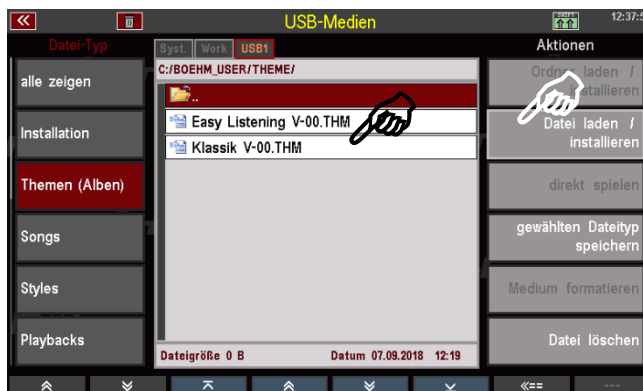 USB-Medien
12:37:5
Datei-Typ
Syst. Work USB1
Aktionen
alle zeigen
C:/BOEHM_USER/THEME/
..
Easy Listening V-00.THM
Klassik V-00.THM
Ordner laden /
installieren
Installation
Datei laden /
installieren
Themen (Alben)
direkt spielen
Songs
gewählten Dateityp
speichern
Styles
Medium formatieren
Playbacks
Dateigröße 0 B Datum 07.09.2018 12:19
Datei löschen
«==
---